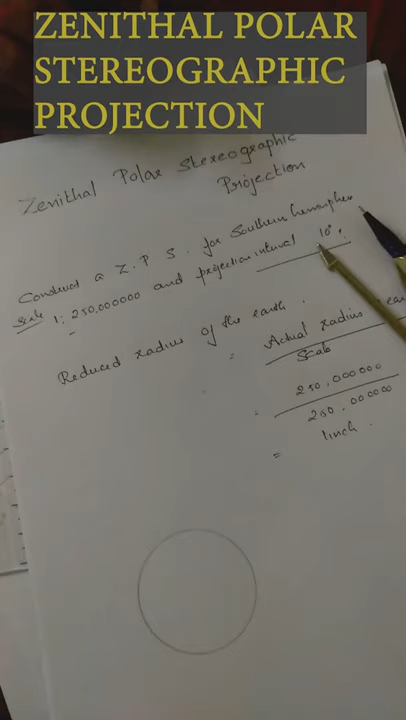 ZENITHAL POLAR
STEREOGRAPHIC
PROJECTION
Zenithal Polar Stereographic
Projection
Construct a Z.P.S. for Southern hemisphere
Scale 1:250,000000 and projection interval 10°.
Reduced radius of the earth.
= Actual radius
Scale
= 250,000000
250,000000
= 1inch.